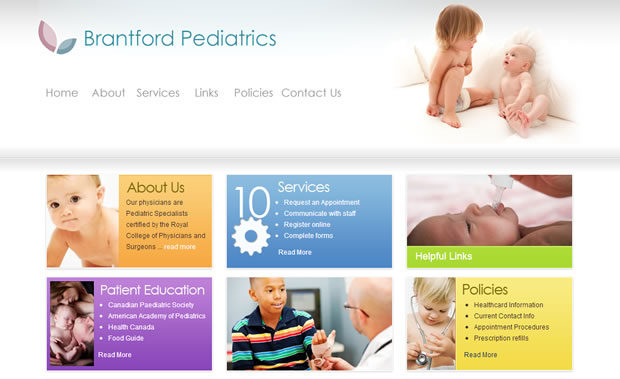 Brantford Pediatrics
Home About Services Links Policies Contact Us
About Us
Our physicians are
Pediatric Specialists
certified by the Royal
College of Physicians and
Surgeons ... read more
10
Services
Request an Appointment
Communicate with staff
Register online
Complete forms
Read More
Helpful Links
Patient Education
Canadian Paediatric Society
American Academy of Pediatrics
Health Canada
Food Guide
Read More
Policies
Healthcard Information
Current Contact info
Appointment Procedures
Prescription refills
Read More